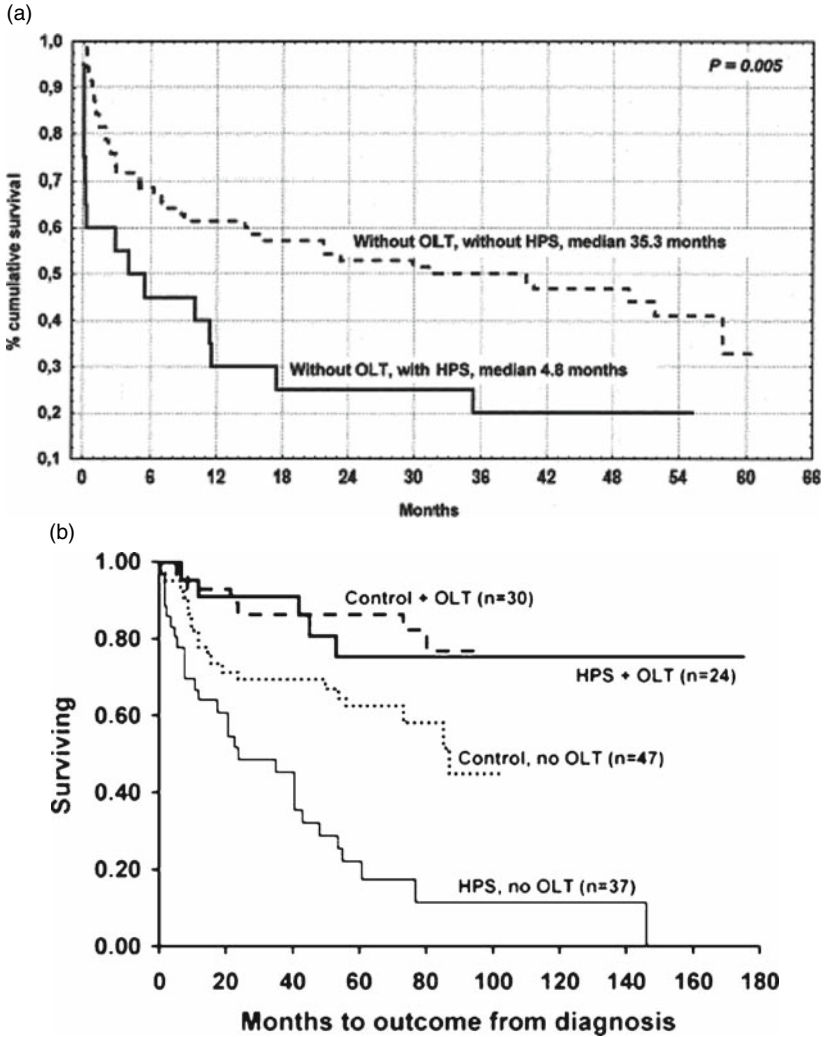 (a)
1,0
0,9
0,8
0,7
0,6
0,5
0,4
0,3
0,2
0,1
% cumulative survival
P = 0.005
Without OLT, without HPS, median 35.3 months
Without OLT, with HPS, median 4.8 months
0 6 12 18 24 30 36 42 48 54 60 66
Months
(b)
1.00
0.80
0.60
0.40
0.20
0.00
Surviving
Control + OLT (n=30)
HPS + OLT (n=24)
Control, no OLT (n=47)
HPS, no OLT (n=37)
0 20 40 60 80 100 120 140 160 180
Months to outcome from diagnosis